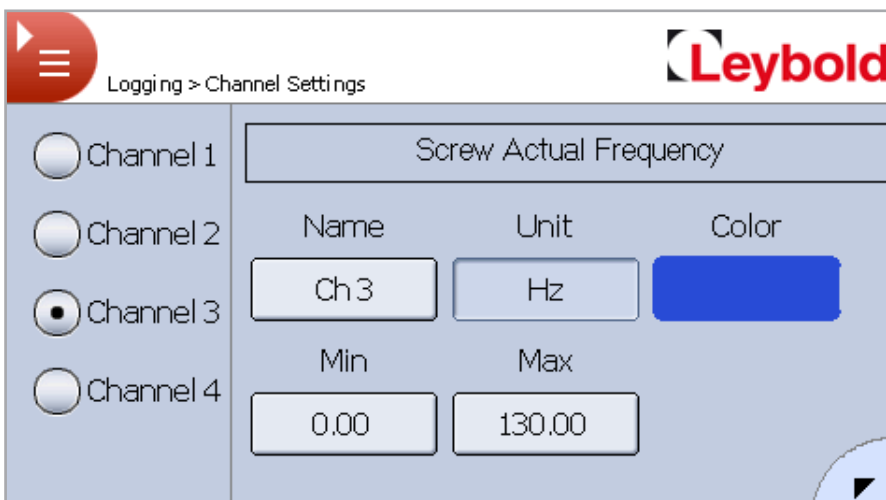 Leybold
Logging > Channel Settings
Channel 1
Channel 2
Channel 3
Channel 4
Screw Actual Frequency
Name Unit Color
Ch 3 Hz
Min Max
0.00 130.00